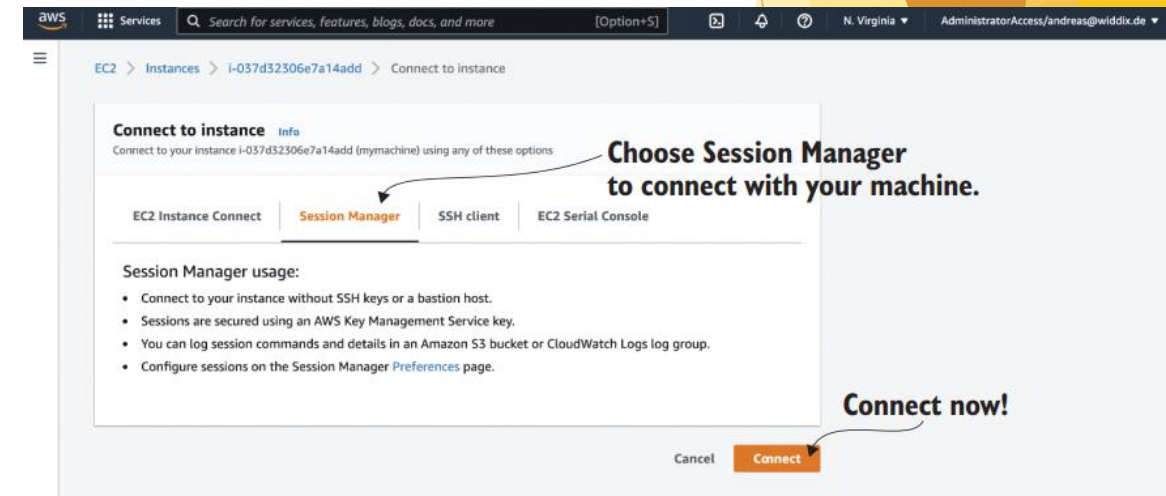 aws
Services
Search for services, features, blogs, docs, and more
[Option+S]
N. Virginia ▼
AdministratorAccess/andreas@widdix.de ▼
EC2 > Instances > i-037d32306e7a14add > Connect to instance
Connect to instance Info
Connect to your instance i-037d32306e7a14add (mymachine) using any of these options
Choose Session Manager
to connect with your machine.
EC2 Instance Connect
Session Manager
SSH client
EC2 Serial Console
Session Manager usage:
• Connect to your instance without SSH keys or a bastion host.
• Sessions are secured using an AWS Key Management Service key.
• You can log session commands and details in an Amazon S3 bucket or CloudWatch Logs log group.
• Configure sessions on the Session Manager Preferences page.
Connect now!
Cancel
Connect